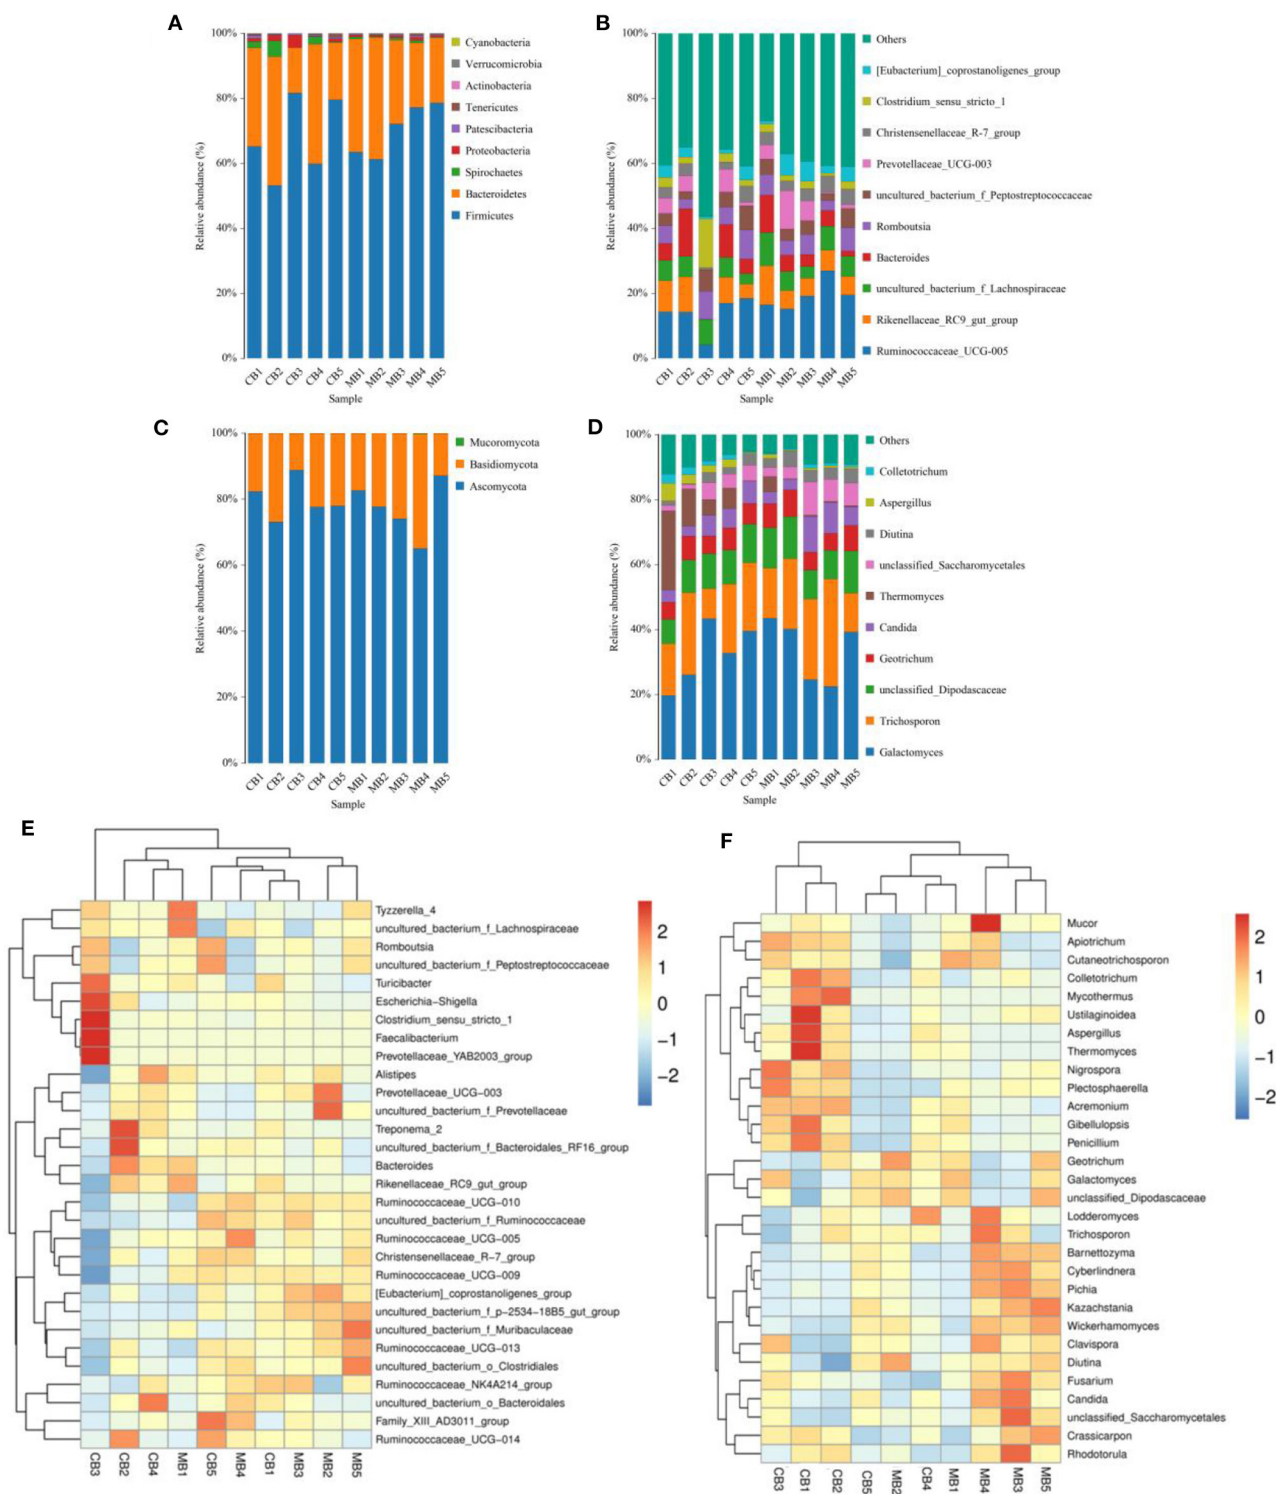 A
100%
80%
60%
40%
20%
0%
Relative abundance (%)
CB1 CB2 CB3 CB4 CB5 MB1 MB2 MB3 MB4 MB5
Sample
Cyanobacteria
Verrucomicrobia
Actinobacteria
Tenericutes
Patescibacteria
Proteobacteria
Spirochaetes
Bacteroidetes
Firmicutes
B
100%
80%
60%
40%
20%
0%
Relative abundance (%)
CB1 CB2 CB3 CB4 CB5 MB1 MB2 MB3 MB4 MB5
Sample
Others
[Eubacterium]_coprostanoligenes_group
Clostridium_sensu_stricto_1
Christensenellaceae_R-7_group
Prevotellaceae_UCG-003
uncultured_bacterium_f_Peptostreptococcaceae
Romboutsia
Bacteroides
uncultured_bacterium_f_Lachnospiraceae
Rikenellaceae_RC9_gut_group
Ruminococcaceae_UCG-005
C
100%
80%
60%
40%
20%
0%
Relative abundance (%)
CB1 CB2 CB3 CB4 CB5 MB1 MB2 MB3 MB4 MB5
Sample
Mucoromycota
Basidiomycota
Ascomycota
D
100%
80%
60%
40%
20%
0%
Relative abundance (%)
CB1 CB2 CB3 CB4 CB5 MB1 MB2 MB3 MB4 MB5
Sample
Others
Colletotrichum
Aspergillus
Diutina
unclassified_Saccharomycetales
Thermomyces
Candida
Geotrichum
unclassified_Dipodascaceae
Trichosporon
Galactomyces
E
Tyzzerella_4
uncultured_bacterium_f_Lachnospiraceae
Romboutsia
uncultured_bacterium_f_Peptostreptococcaceae
Turicibacter
Escherichia-Shigella
Clostridium_sensu_stricto_1
Faecalibacterium
Prevotellaceae_YAB2003_group
Alistipes
Prevotellaceae_UCG-003
uncultured_bacterium_f_Prevotellaceae
Treponema_2
uncultured_bacterium_f_Bacteroidales_RF16_group
Bacteroides
Rikenellaceae_RC9_gut_group
Ruminococcaceae_UCG-010
uncultured_bacterium_f_Ruminococcaceae
Ruminococcaceae_UCG-005
Christensenellaceae_R-7_group
Ruminococcaceae_UCG-009
[Eubacterium]_coprostanoligenes_group
uncultured_bacterium_f_p-2534-18B5_gut_group
uncultured_bacterium_f_Muribaculaceae
Ruminococcaceae_UCG-013
uncultured_bacterium_o_Clostridiales
Ruminococcaceae_NK4A214_group
uncultured_bacterium_o_Bacteroidales
Family_XIII_AD3011_group
Ruminococcaceae_UCG-014
CB3 CB2 CB4 MB1 CB5 MB4 CB1 MB3 MB2 MB5
2
1
0
-1
-2
F
Mucor
Apiotrichum
Cutaneotrichosporon
Colletotrichum
Mycothermus
Ustilaginoidea
Aspergillus
Thermomyces
Nigrospora
Plectosphaerella
Acremonium
Gibellulopsis
Penicillium
Geotrichum
Galactomyces
unclassified_Dipodascaceae
Lodderomyces
Trichosporon
Barnettozyma
Cyberlindnera
Pichia
Kazachstania
Wickerhamomyces
Clavispora
Diutina
Fusarium
Candida
unclassified_Saccharomycetales
Crassicarpon
Rhodotorula
CB3 CB1 CB2 CB5 MB2 CB4 MB1 MB4 MB3 MB5
2
1
0
-1
-2